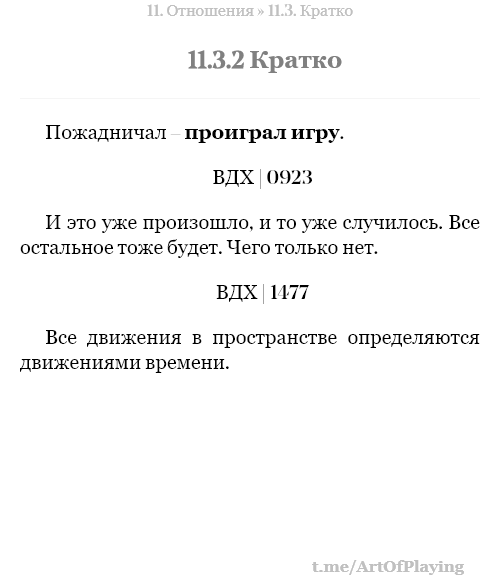 11. Отношения » 11.3. Кратко
11.3.2 Кратко
Пожадничал – проиграл игру.
ВДХ | 0923
И это уже произошло, и то уже случилось. Все
остальное тоже будет. Чего только нет.
ВДХ | 1477
Все движения в пространстве определяются
движениями времени.
t.me/ArtOfPlaying